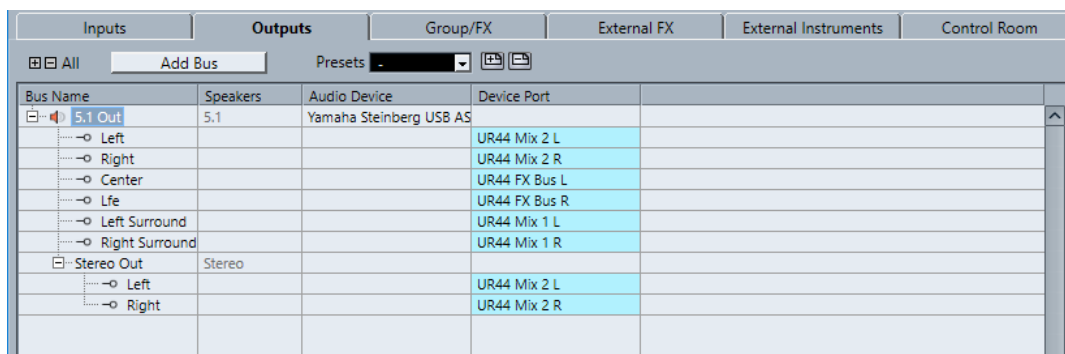 Inputs Outputs Group/FX External FX External Instruments Control Room
All Add Bus Presets -
Bus Name Speakers Audio Device Device Port
5.1 Out 5.1 Yamaha Steinberg USB AS
Left UR44 Mix 2 L
Right UR44 Mix 2 R
Center UR44 FX Bus L
Lfe UR44 FX Bus R
Left Surround UR44 Mix 1 L
Right Surround UR44 Mix 1 R
Stereo Out Stereo
Left UR44 Mix 2 L
Right UR44 Mix 2 R